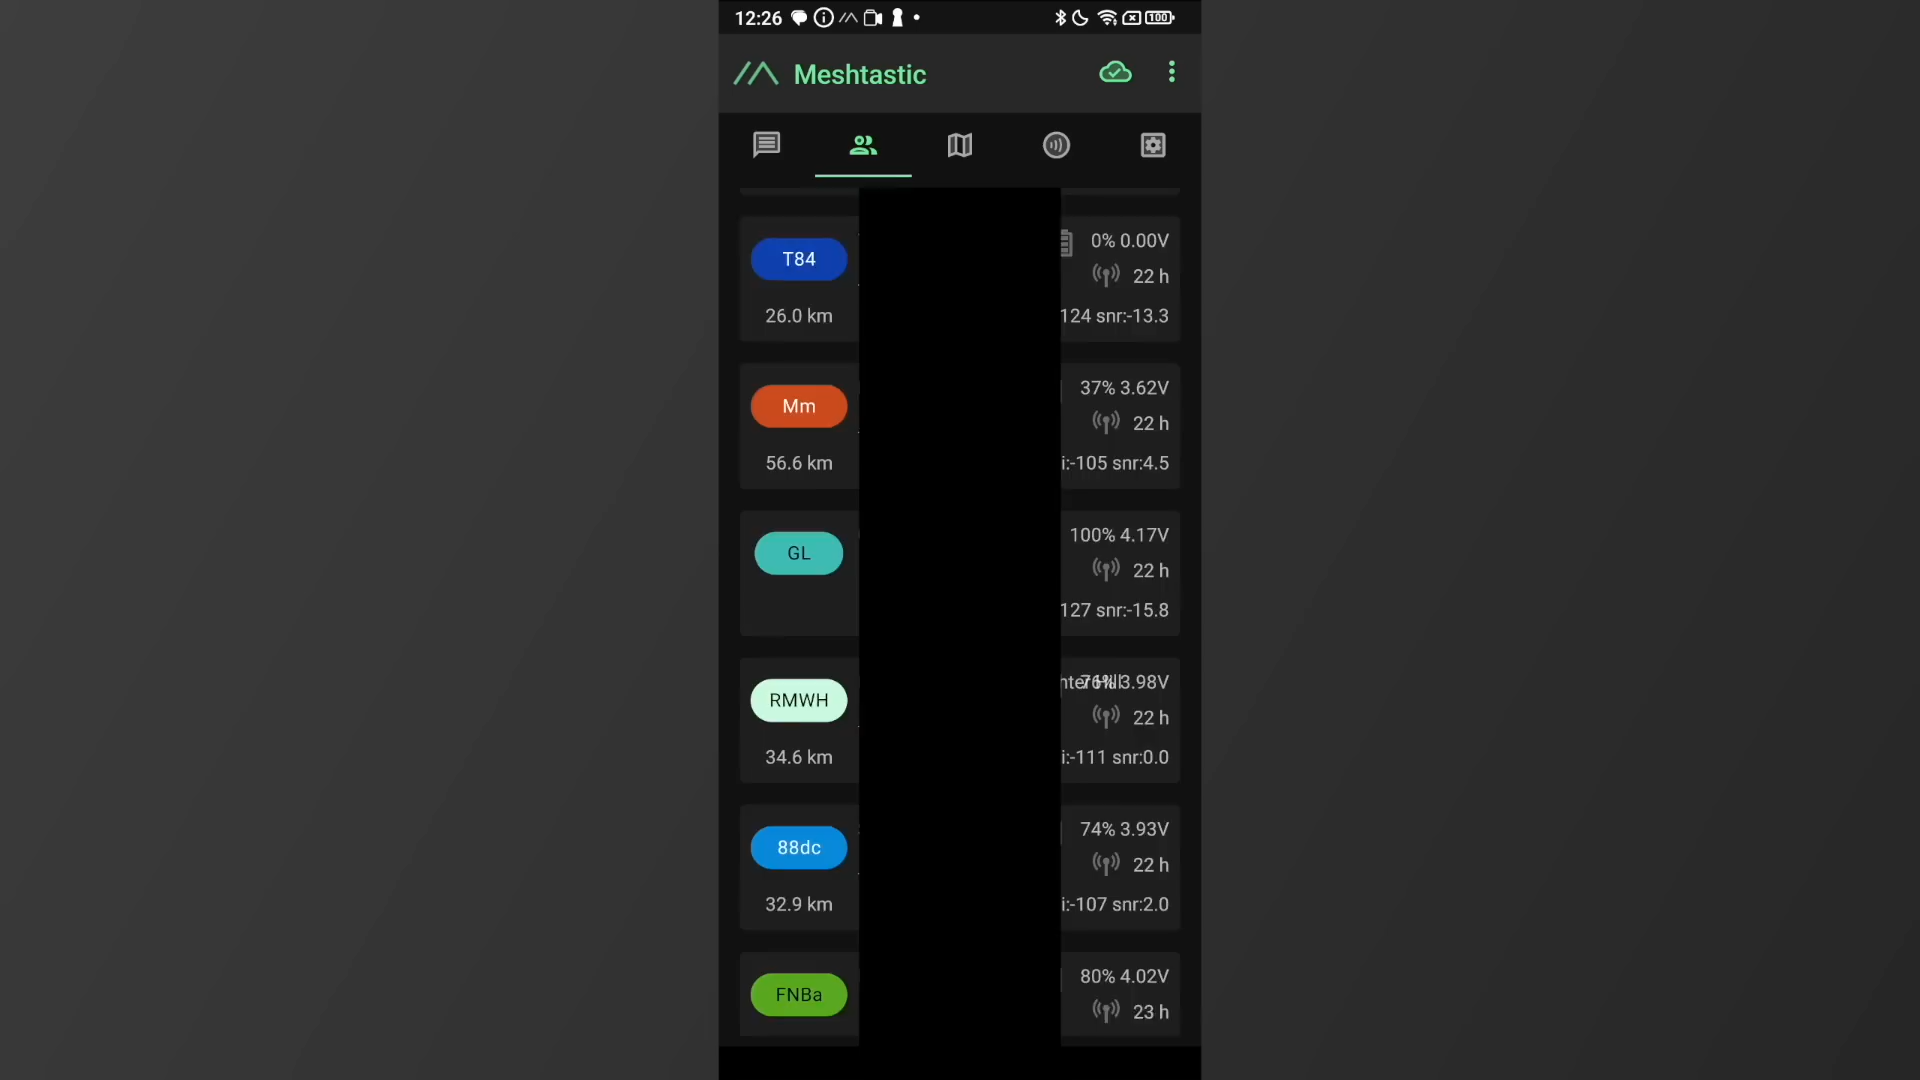 12:26
100
Meshtastic
T84
0% 0.00V
22 h
26.0 km
124 snr:-13.3
Mm
37% 3.62V
22 h
56.6 km
i:-105 snr:4.5
GL
100% 4.17V
22 h
127 snr:-15.8
RMWH
76% 3.98V
22 h
34.6 km
i:-111 snr:0.0
88dc
74% 3.93V
22 h
32.9 km
i:-107 snr:2.0
FNBa
80% 4.02V
23 h